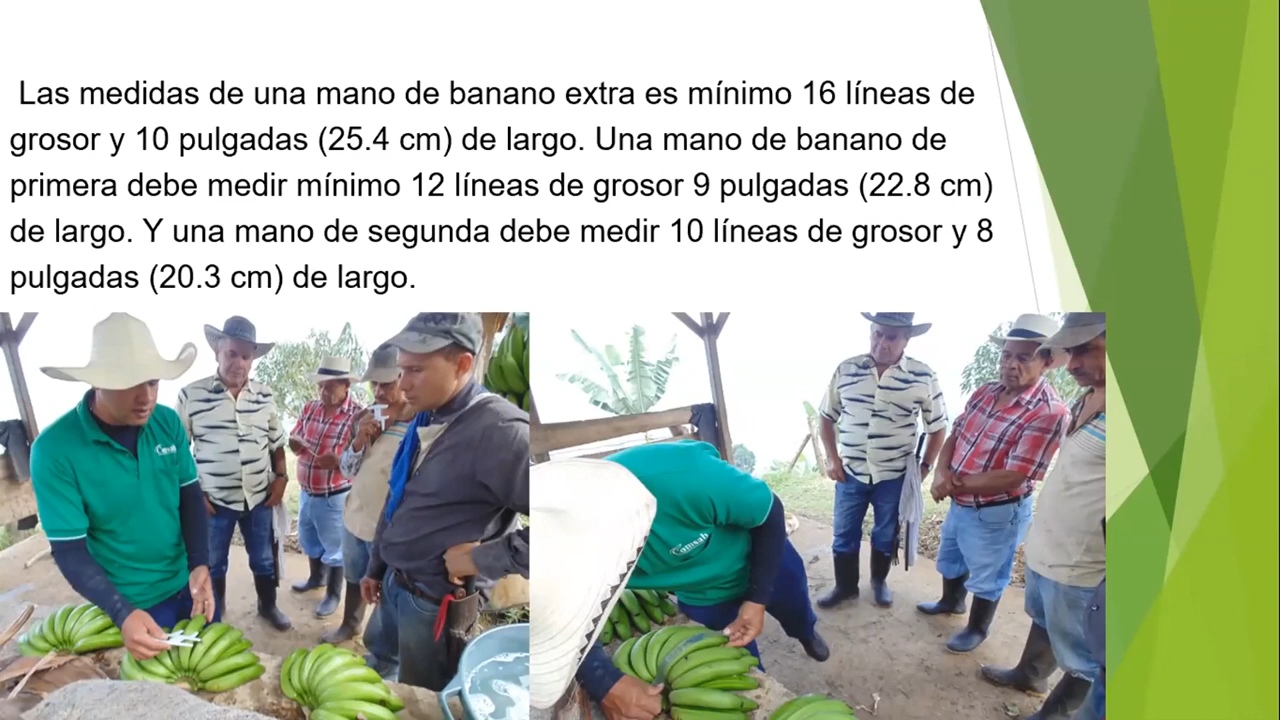 Las medidas de una mano de banano extra es mínimo 16 líneas de
grosor y 10 pulgadas (25.4 cm) de largo. Una mano de banano de
primera debe medir mínimo 12 líneas de grosor 9 pulgadas (22.8 cm)
de largo. Y una mano de segunda debe medir 10 líneas de grosor y 8
pulgadas (20.3 cm) de largo.
Comsab
Comsab